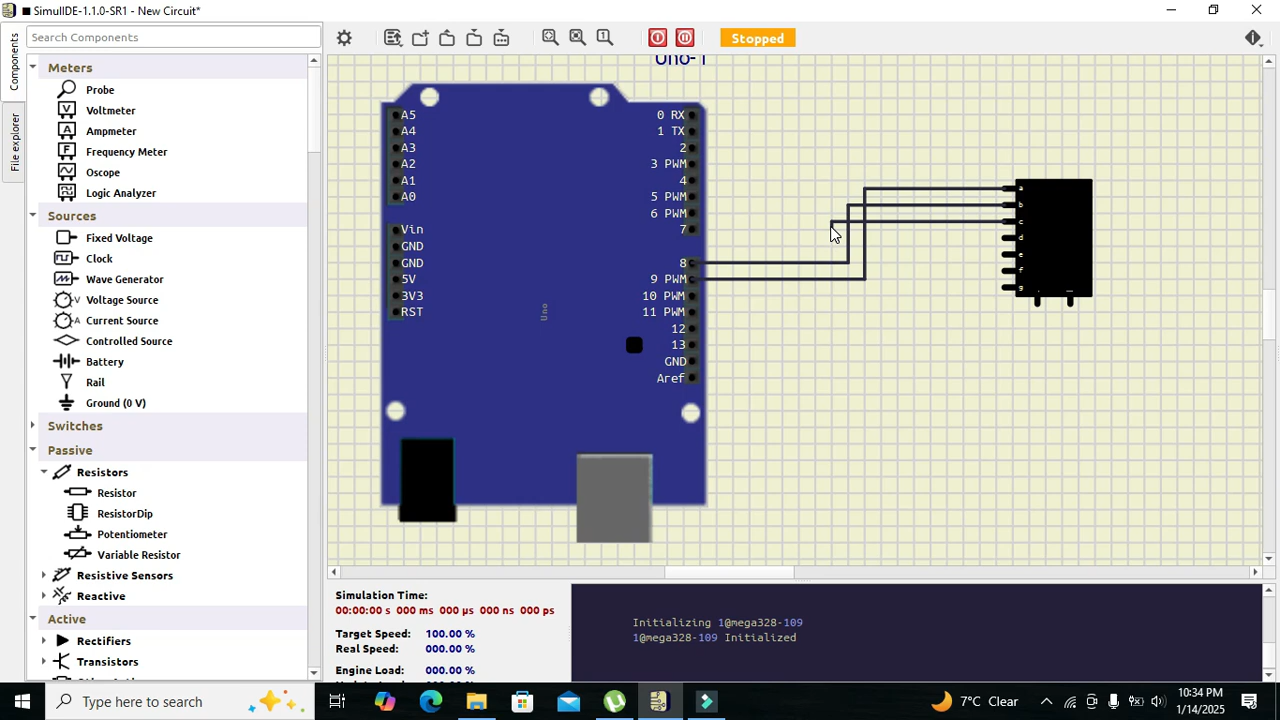 SimulIDE-1.1.0-SR1 - New Circuit*
Components
File explorer
Search Components
Meters
Probe
Voltmeter
Ampmeter
Frequency Meter
Oscope
Logic Analyzer
Sources
Fixed Voltage
Clock
Wave Generator
Voltage Source
Current Source
Controlled Source
Battery
Rail
Ground (0 V)
Switches
Passive
Resistors
Resistor
ResistorDip
Potentiometer
Variable Resistor
Resistive Sensors
Reactive
Active
Rectifiers
Transistors
Stopped
Uno-1
A5
A4
A3
A2
A1
A0
Vin
GND
GND
5V
3V3
RST
Uno
0 RX
1 TX
2
3 PWM
4
5 PWM
6 PWM
7
8
9 PWM
10 PWM
11 PWM
12
13
GND
Aref
a
b
c
d
e
f
g
Simulation Time:
00:00:00 s 000 ms 000 µs 000 ns 000 ps
Target Speed: 100.00 %
Real Speed: 000.00 %
Engine Load: 000.00 %
Initializing 1@mega328-109
1@mega328-109 Initialized
Type here to search
7°C Clear
10:34 PM
1/14/2025